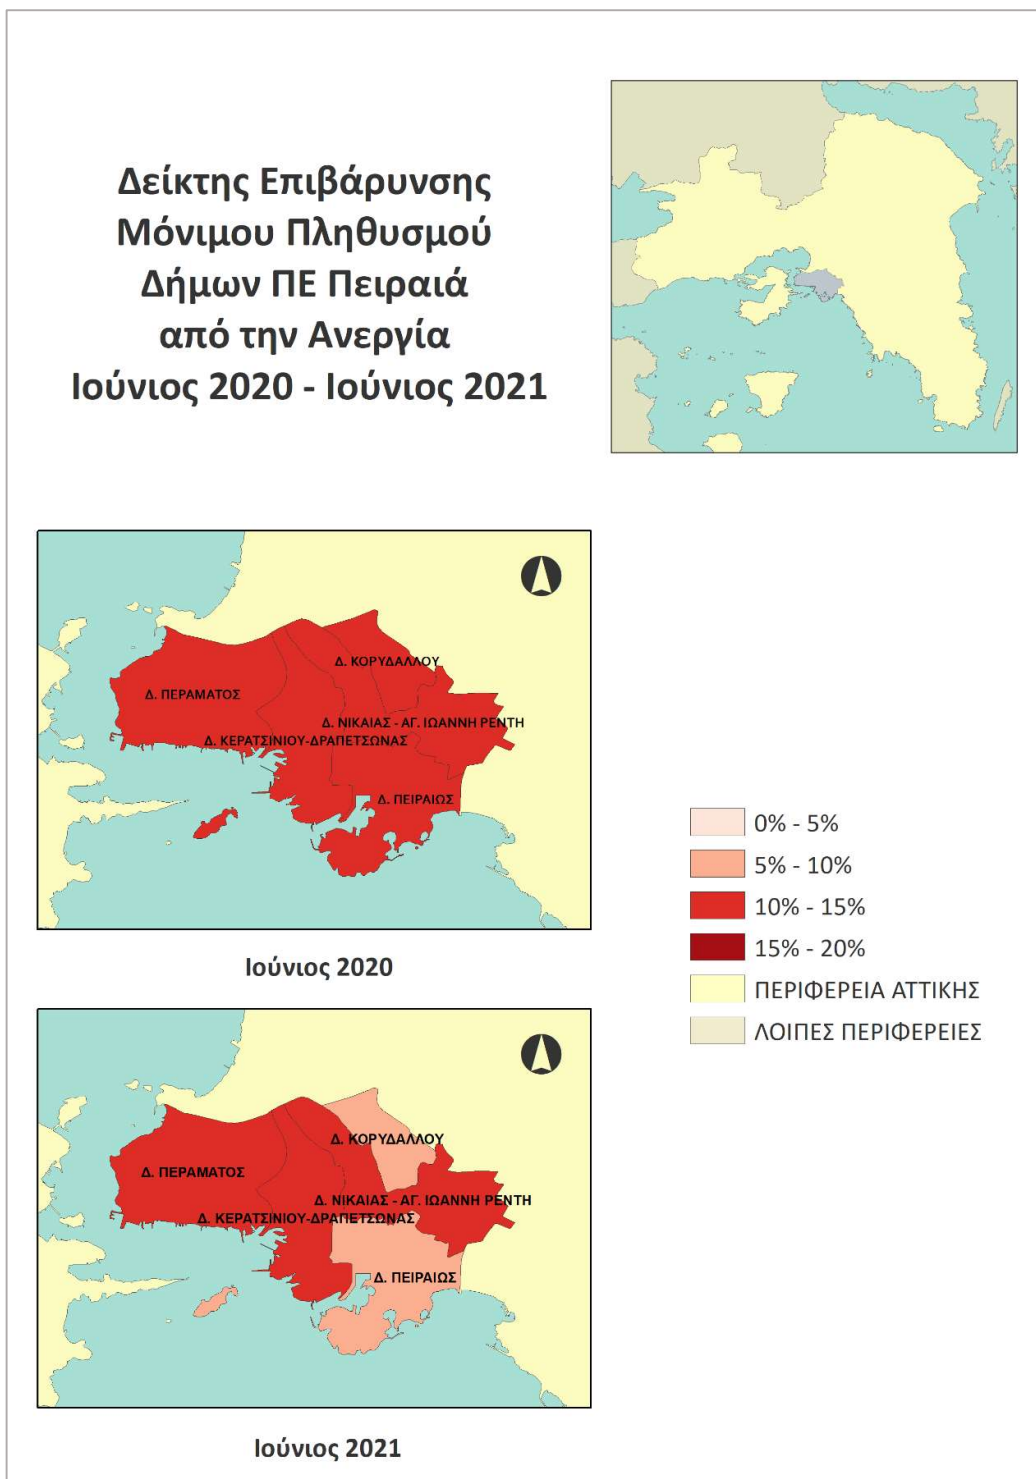 Δείκτης Επιβάρυνσης
Μόνιμου Πληθυσμού
Δήμων ΠΕ Πειραιά
από την Ανεργία
Ιούνιος 2020 - Ιούνιος 2021
Δ. ΚΟΡΥΔΑΛΛΟΥ
Δ. ΠΕΡΑΜΑΤΟΣ
Δ. ΝΙΚΑΙΑΣ - ΑΓ. ΙΩΑΝΝΗ ΡΕΝΤΗ
Δ. ΚΕΡΑΤΣΙΝΙΟΥ-ΔΡΑΠΕΤΣΩΝΑΣ
Δ. ΠΕΙΡΑΙΩΣ
Ιούνιος 2020
0% - 5%
5% - 10%
10% - 15%
15% - 20%
ΠΕΡΙΦΕΡΕΙΑ ΑΤΤΙΚΗΣ
ΛΟΙΠΕΣ ΠΕΡΙΦΕΡΕΙΕΣ
Δ. ΚΟΡΥΔΑΛΛΟΥ
Δ. ΠΕΡΑΜΑΤΟΣ
Δ. ΝΙΚΑΙΑΣ - ΑΓ. ΙΩΑΝΝΗ ΡΕΝΤΗ
Δ. ΚΕΡΑΤΣΙΝΙΟΥ-ΔΡΑΠΕΤΣΩΝΑΣ
Δ. ΠΕΙΡΑΙΩΣ
Ιούνιος 2021